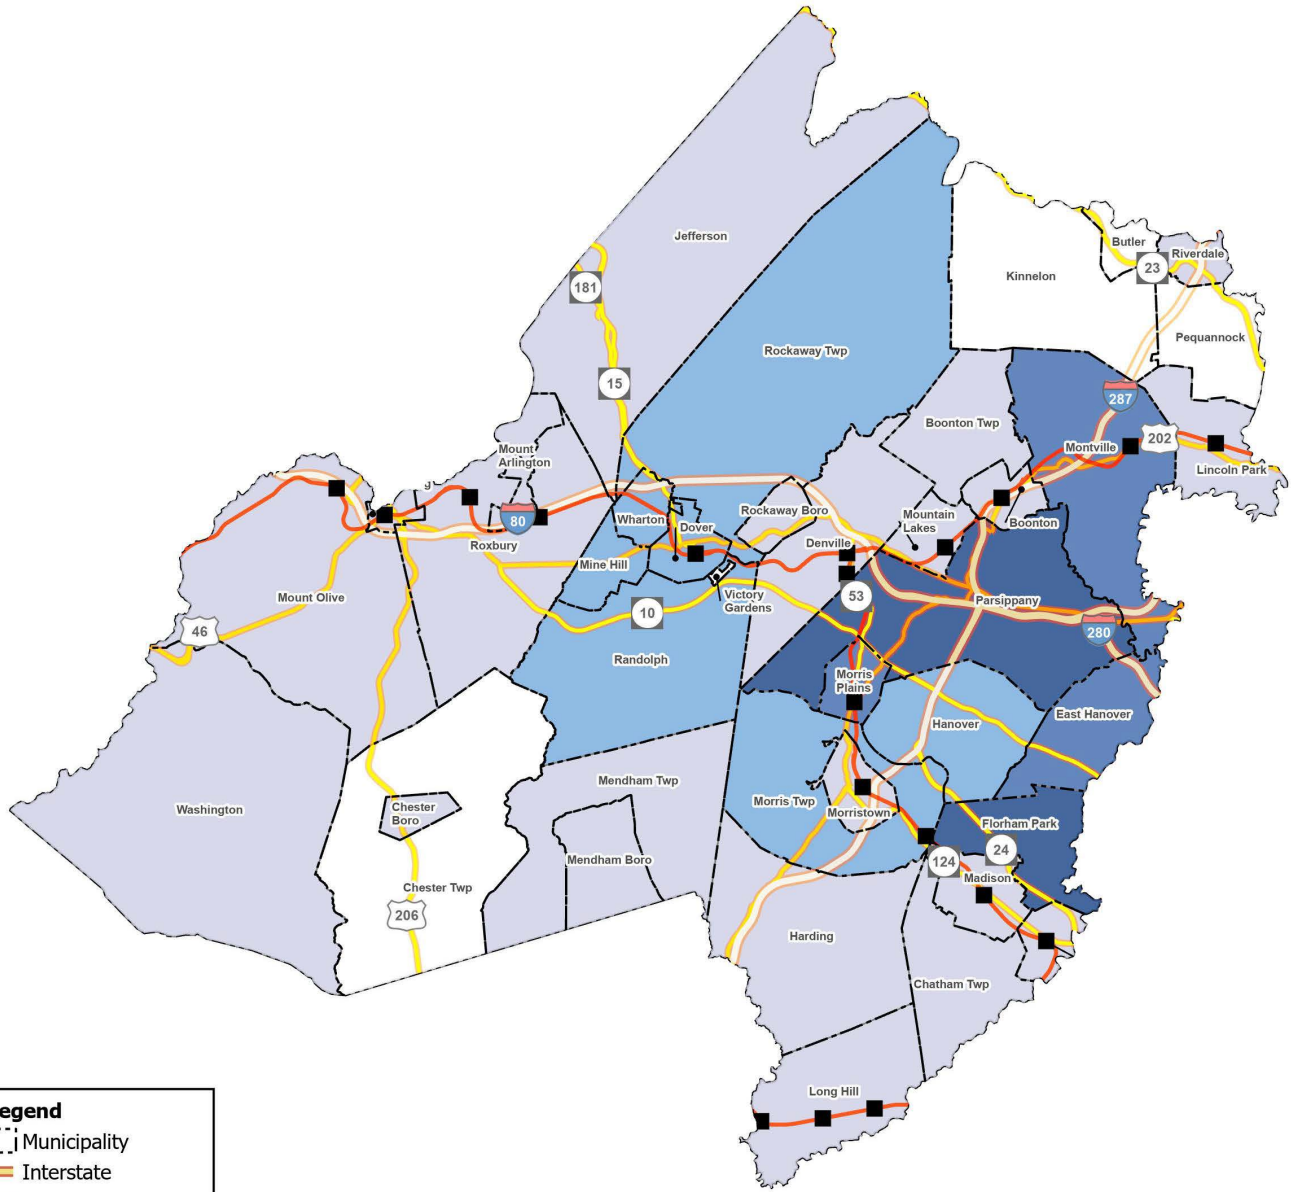 Jefferson
Butler
Riverdale
23
Kinnelon
181
Pequannock
Rockaway Twp
15
287
Boonton Twp
202
Montville
Mount
Arlington
Lincoln Park
80
Wharton
Rockaway Boro
Mountain
Lakes
Boonton
Dover
Roxbury
Denville
Mine Hill
Mount Olive
Victory
Gardens
53
Parsippany
10
46
280
Randolph
Morris
Plains
East Hanover
Hanover
Mendham Twp
Washington
Chester
Boro
Morris Twp
Morristown
Florham Park
24
Mendham Boro
124
Madison
Chester Twp
206
Harding
Chatham Twp
Long Hill
egend
Municipality
Interstate